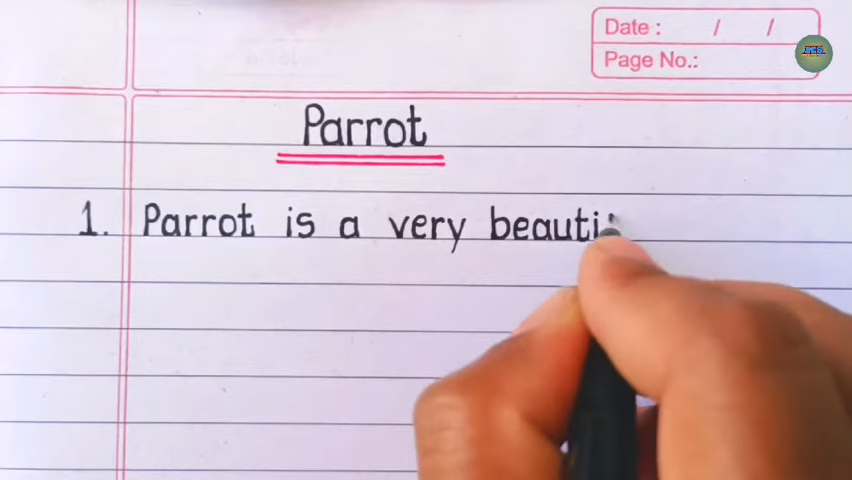 Date : / /
Page No.:
Parrot
1. Parrot is a very beauti